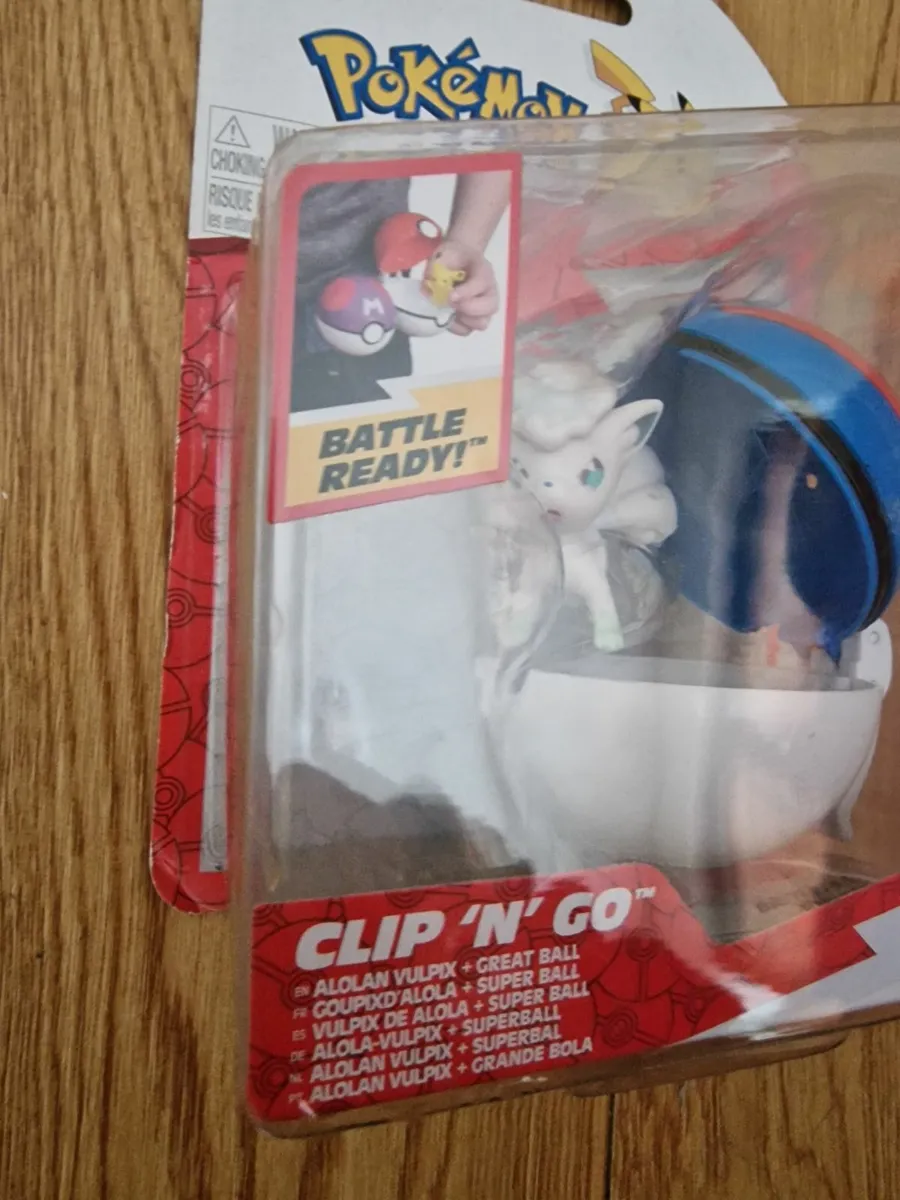 POKÉMON
CHOKING
RISQUE
M
BATTLE
READY!™
CLIP 'N' GO™
EN ALOLAN VULPIX + GREAT BALL
FR GOUPIX D'ALOLA + SUPER BALL
ES VULPIX DE ALOLA + SUPER BALL
DE ALOLA-VULPIX + SUPERBALL
NL ALOLAN VULPIX + SUPERBAL
PT ALOLAN VULPIX + GRANDE BOLA